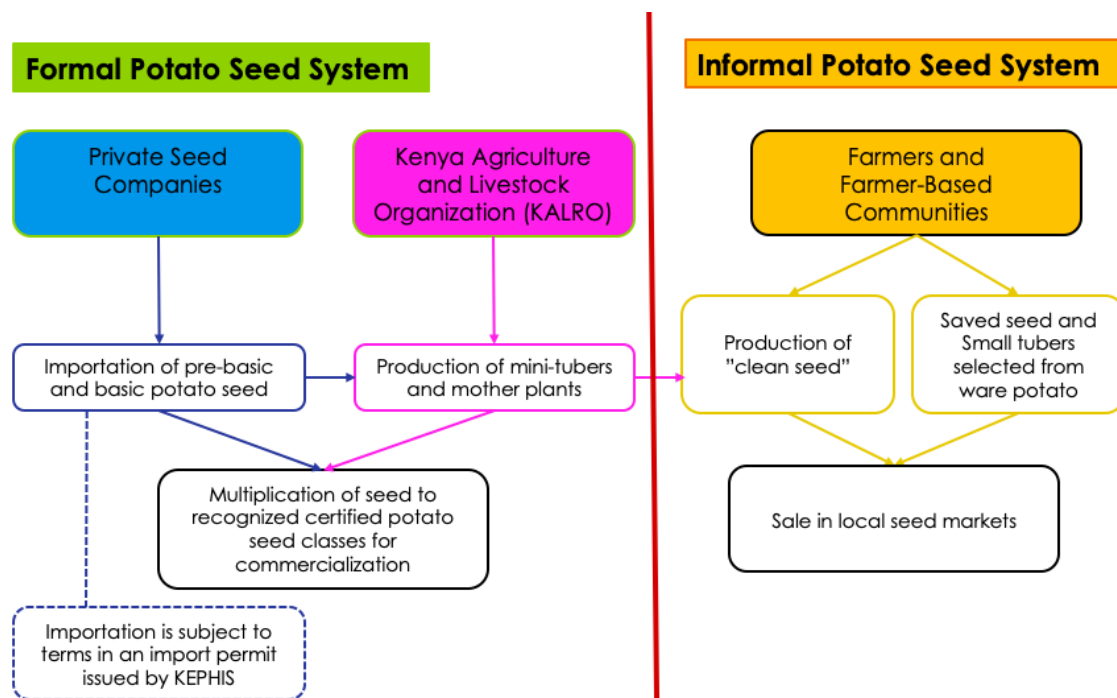 Formal Potato Seed System
Informal Potato Seed System
Private Seed
Companies
Kenya Agriculture
and Livestock
Organization (KALRO)
Farmers and
Farmer-Based
Communities
Importation of pre-basic
and basic potato seed
Production of mini-tubers
and mother plants
Production of
"clean seed"
Saved seed and
Small tubers
selected from
ware potato
Multiplication of seed to
recognized certified potato
seed classes for
commercialization
Sale in local seed markets
Importation is subject to
terms in an import permit
issued by KEPHIS